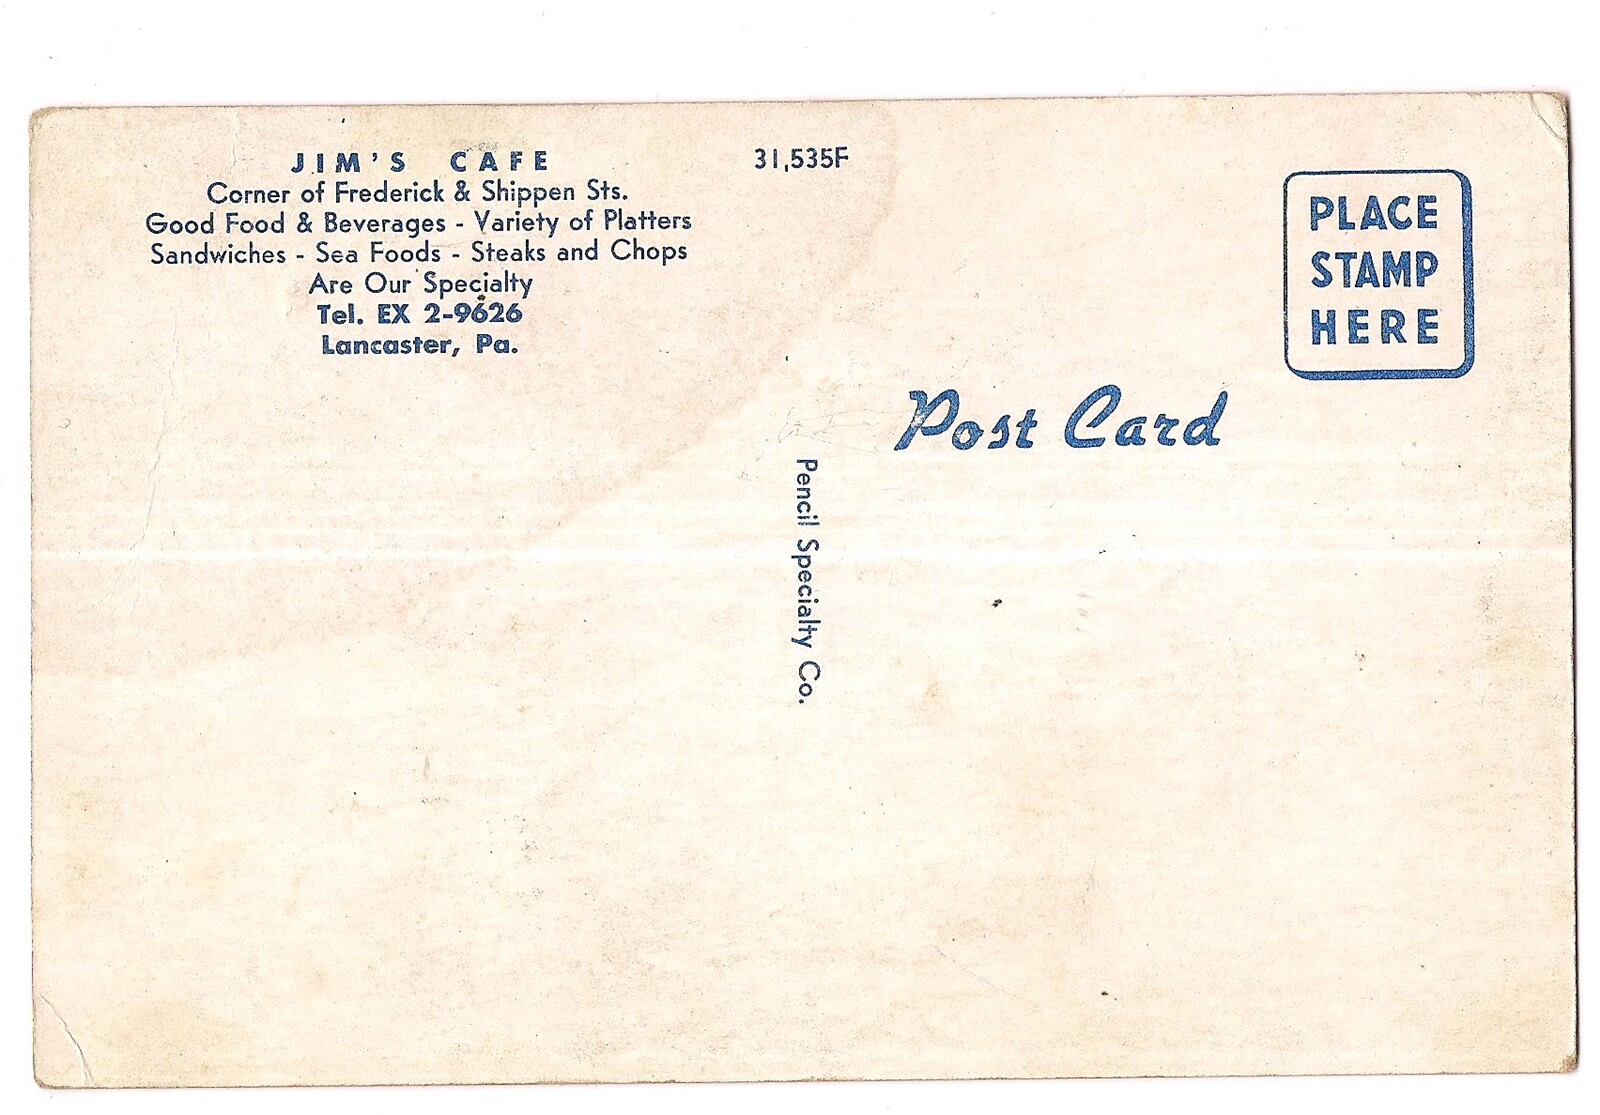 JIM'S CAFE
Corner of Frederick & Shippen Sts.
Good Food & Beverages - Variety of Platters
Sandwiches - Sea Foods - Steaks and Chops
Are Our Specialty
Tel. EX 2-9626
Lancaster, Pa.
31,535F
PLACE
STAMP
HERE
Post Card
Pencil Specialty Co.